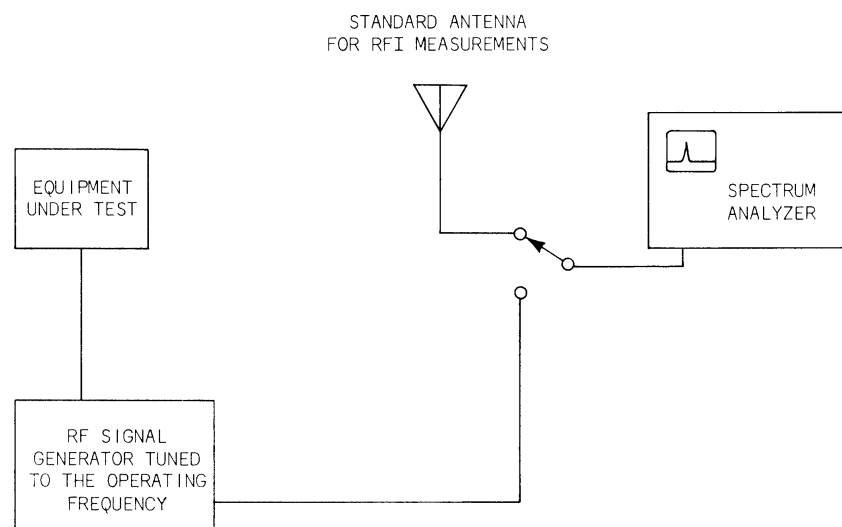 STANDARD ANTENNA
FOR RFI MEASUREMENTS
EQUIPMENT
UNDER TEST
SPECTRUM
ANALYZER
RF SIGNAL
GENERATOR TUNED
TO THE OPERATING
FREQUENCY